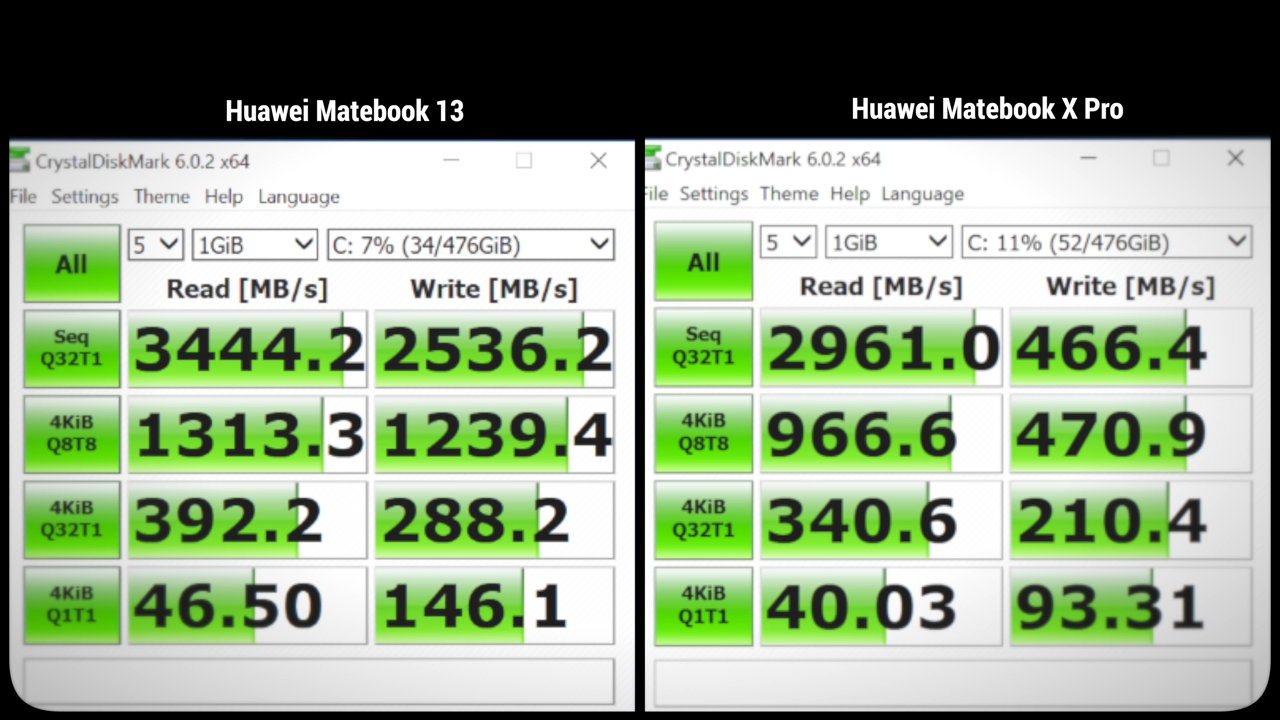 Huawei Matebook 13
CrystalDiskMark 6.0.2 x64
File Settings Theme Help Language
All
5 1GiB C: 7% (34/476GiB)
Read [MB/s] Write [MB/s]
Seq
Q32T1
3444.2 2536.2
4KiB
Q8T8
1313.3 1239.4
4KiB
Q32T1
392.2 288.2
4KiB
Q1T1
46.50 146.1
Huawei Matebook X Pro
CrystalDiskMark 6.0.2 x64
File Settings Theme Help Language
All
5 1GiB C: 11% (52/476GiB)
Read [MB/s] Write [MB/s]
Seq
Q32T1
2961.0 466.4
4KiB
Q8T8
966.6 470.9
4KiB
Q32T1
340.6 210.4
4KiB
Q1T1
40.03 93.31